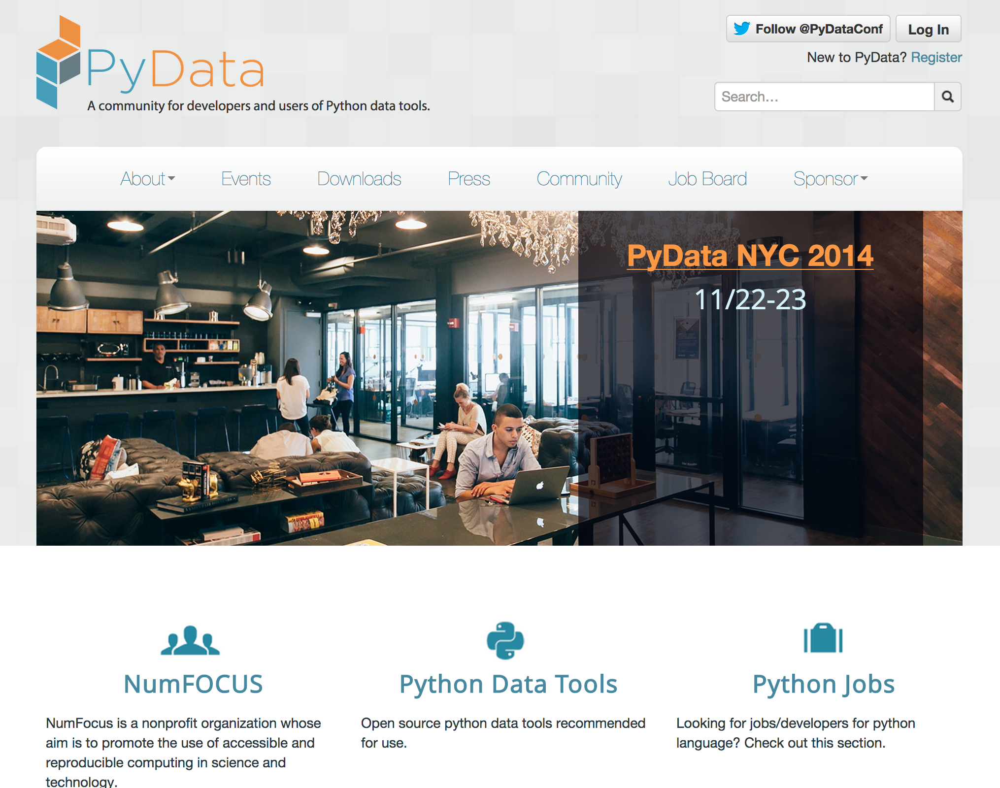 PyData
A community for developers and users of Python data tools.
Follow @PyDataConf
Log In
New to PyData? Register
Search...
About
Events
Downloads
Press
Community
Job Board
Sponsor
PyData NYC 2014
11/22-23
NumFOCUS
NumFocus is a nonprofit organization whose
aim is to promote the use of accessible and
reproducible computing in science and
technology.
Python Data Tools
Open source python data tools recommended
for use.
Python Jobs
Looking for jobs/developers for python
language? Check out this section.